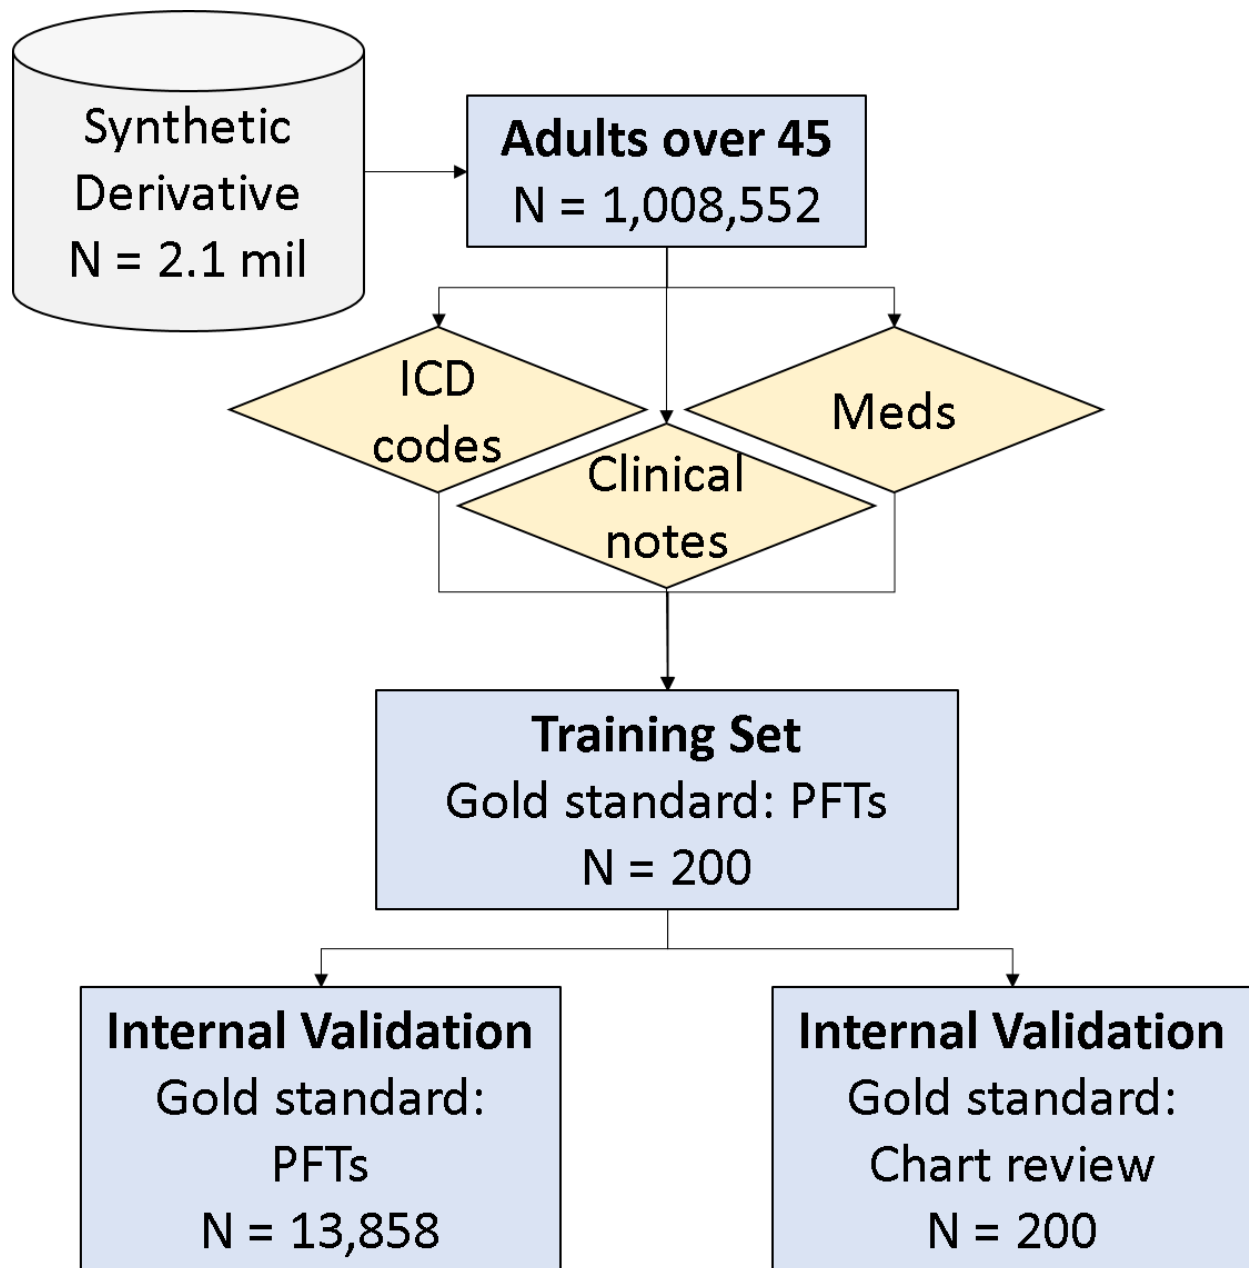 Synthetic
Derivative
N = 2.1 mil
Adults over 45
N = 1,008,552
ICD
codes
Meds
Clinical
notes
Training Set
Gold standard: PFTs
N = 200
Internal Validation
Gold standard:
PFTs
N = 13,858
Internal Validation
Gold standard:
Chart review
N = 200